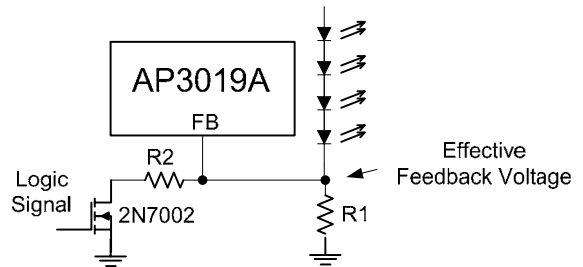 AP3019A
FB
R2
Effective
Feedback Voltage
Logic
Signal
2N7002
R1